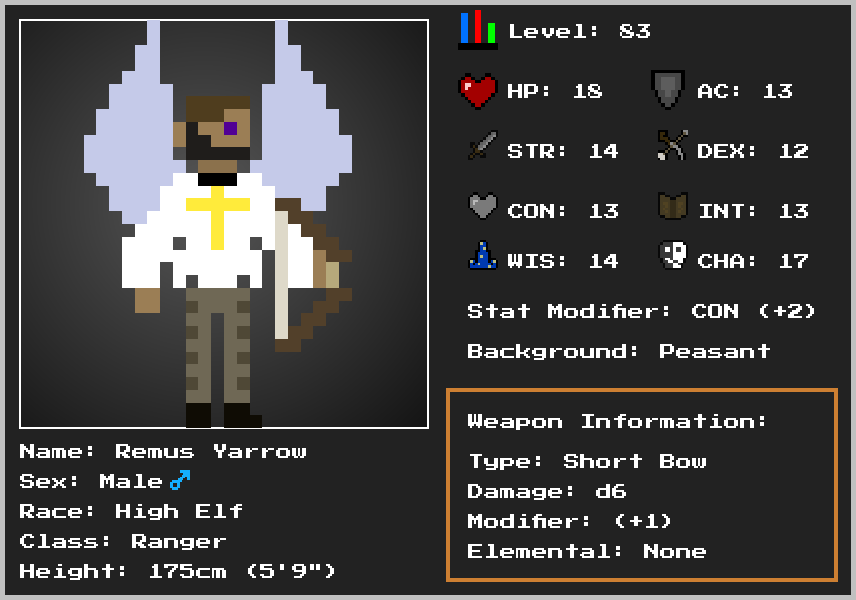 Level: 83
HP: 18
AC: 13
STR: 14
DEX: 12
CON: 13
INT: 13
WIS: 14
CHA: 17
Stat Modifier: CON (+2)
Background: Peasant
Weapon Information:
Type: Short Bow
Damage: d6
Modifier: (+1)
Elemental: None
Name: Remus Yarrow
Sex: Male♂
Race: High Elf
Class: Ranger
Height: 175cm (5'9")